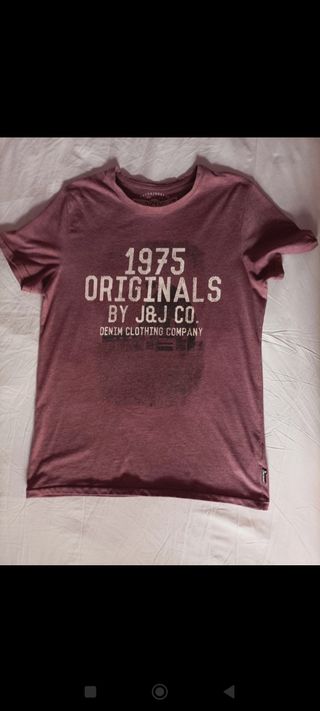 1975
ORIGINALS
BY J&J CO.
DENIM CLOTHING COMPANY